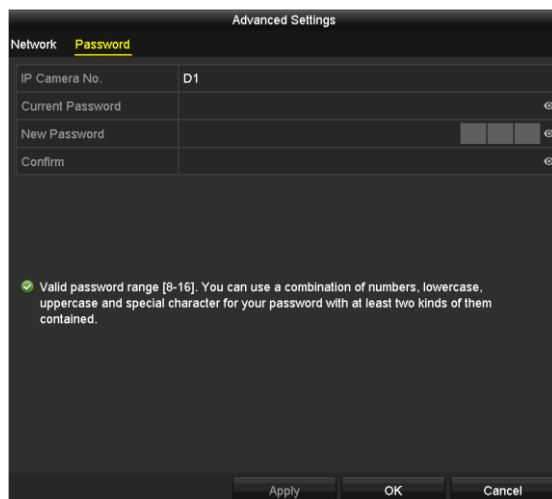 Advanced Settings
Network Password
IP Camera No. D1
Current Password
New Password
Confirm
Valid password range [8-16]. You can use a combination of numbers, lowercase,
uppercase and special character for your password with at least two kinds of them
contained.
Apply OK Cancel